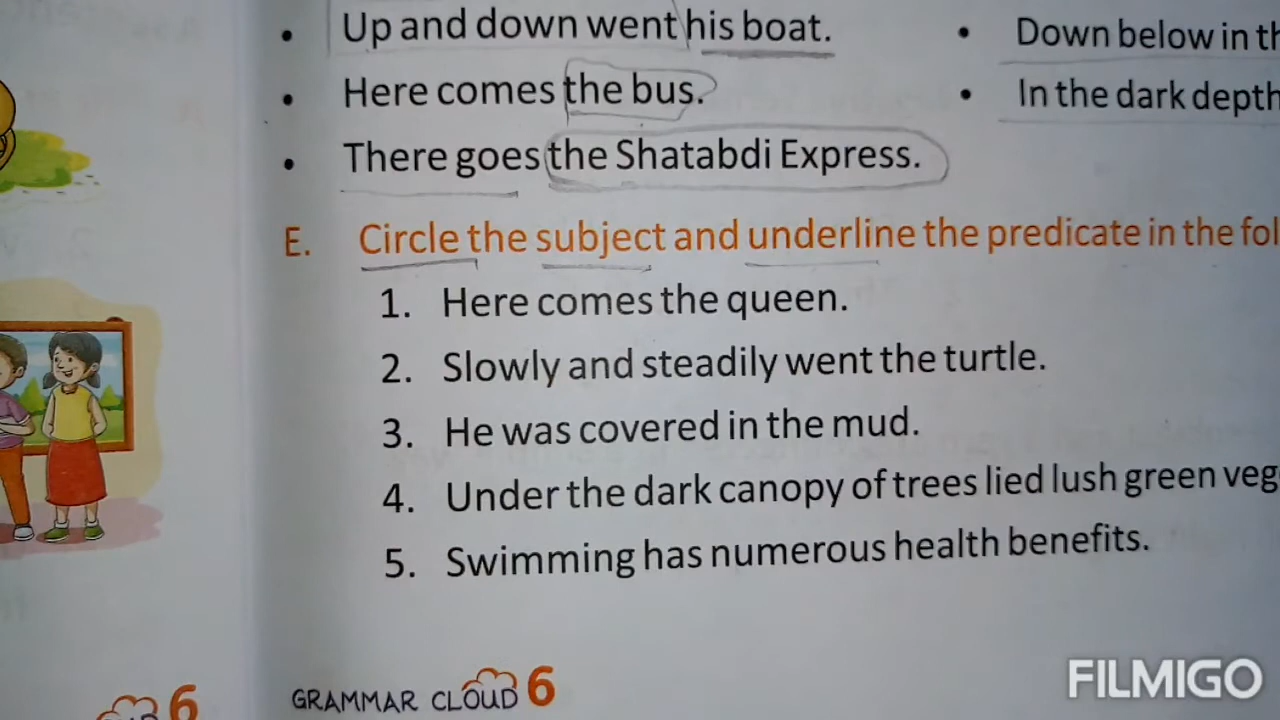 Up and down went his boat.
Down below in th
Here comes the bus.
In the dark depth
There goes the Shatabdi Express.
E. Circle the subject and underline the predicate in the fol
1. Here comes the queen.
2. Slowly and steadily went the turtle.
3. He was covered in the mud.
4. Under the dark canopy of trees lied lush green veg
5. Swimming has numerous health benefits.
6 GRAMMAR CLOUD 6
FILMIGO